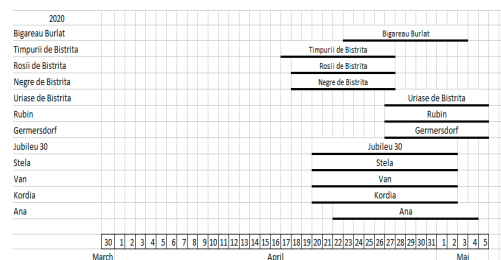 2020
Bigareau Burlat Bigareau Burlat
Timpurii de Bistrita Timpurii de Bistrita
Rosii de Bistrita Rosii de Bistrita
Negre de Bistrita Negre de Bistrita
Uriase de Bistrita Uriase de Bistrita
Rubin Rubin
Germersdorf Germersdorf
Jubileu 30 Jubileu 30
Stela Stela
Van Van
Kordia Kordia
Ana Ana
30 1 2 3 4 5 6 7 8 9 10 11 12 13 14 15 16 17 18 19 20 21 22 23 24 25 26 27 28 29 30 31 1 2 3 4 5
March April Mai